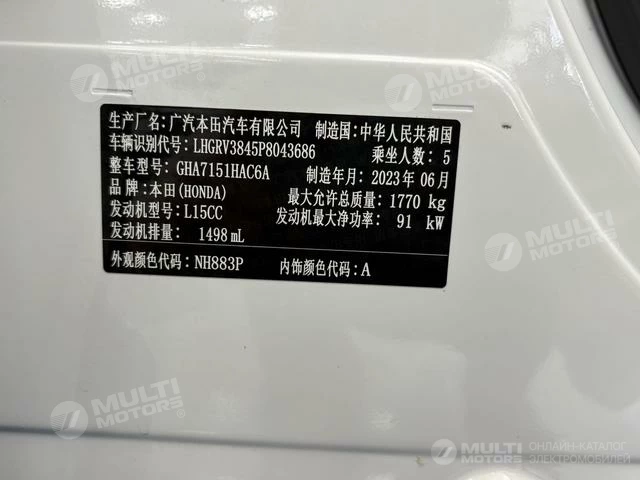 生产厂名：广汽本田汽车有限公司 制造国：中华人民共和国
车辆识别代号：LHGRV3845P8043686 乘坐人数：5
整车型号：GHA7151HAC6A 制造年月：2023年06月
品牌：本田(HONDA) 最大允许总质量：1770 kg
发动机型号：L15CC 发动机最大净功率：91 kW
发动机排量：1498mL
外观颜色代码：NH883P 内饰颜色代码：A
MULTI MOTORS®
MULTI MOTORS®
MULTI MOTORS®
MULTI MOTORS®
MULTI MOTORS
ОНЛАЙН-КАТАЛОГ
ЭЛЕКТРОМОБИЛЕЙ